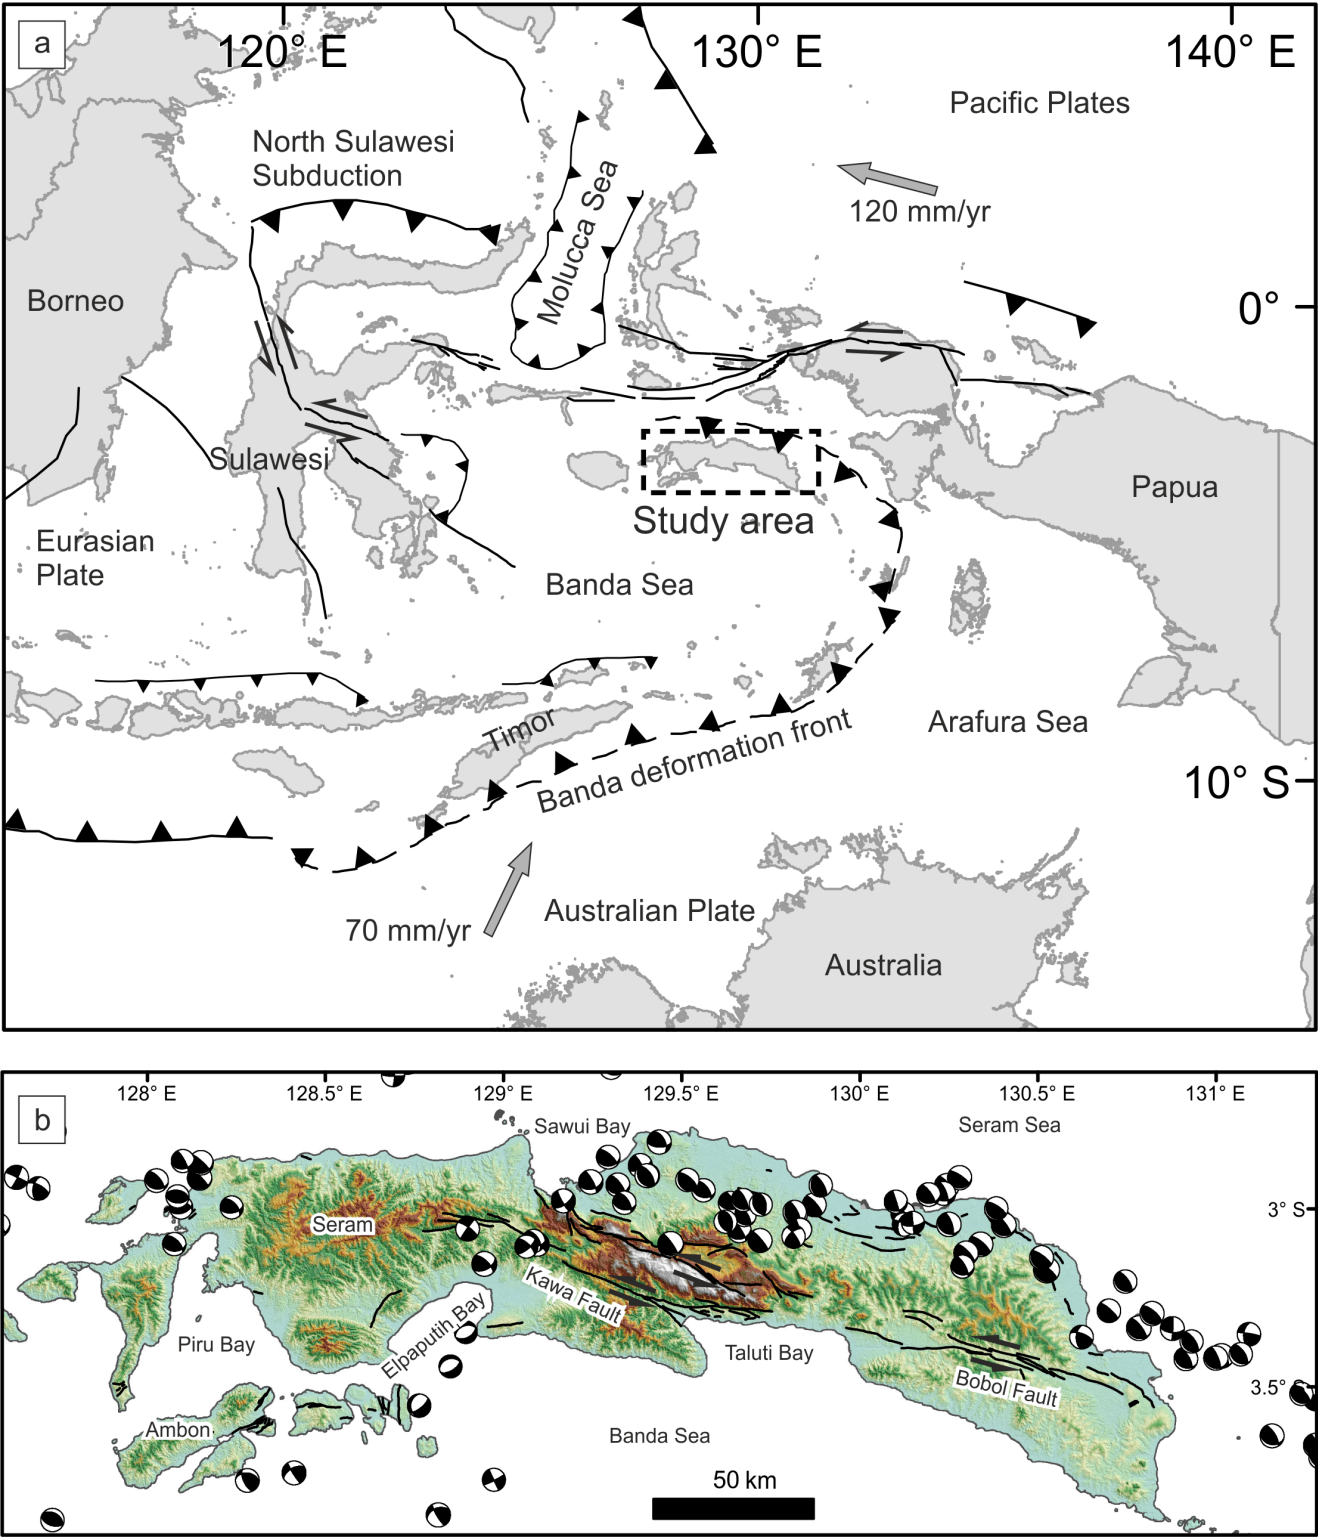 a
120° E
130° E
140° E
Pacific Plates
North Sulawesi
Subduction
Molucca Sea
120 mm/yr
Borneo
0°
Sulawesi
Papua
Study area
Eurasian
Plate
Banda Sea
Timor
Arafura Sea
Banda deformation front
10° S
70 mm/yr
Australian Plate
Australia
b
128° E
128.5° E
129° E
129.5° E
130° E
130.5° E
131° E
Sawui Bay
Seram Sea
3° S
Seram
Kawa Fault
Piru Bay
Elpaputih Bay
Taluti Bay
Bobol Fault
3.5°
Ambon
Banda Sea
50 km